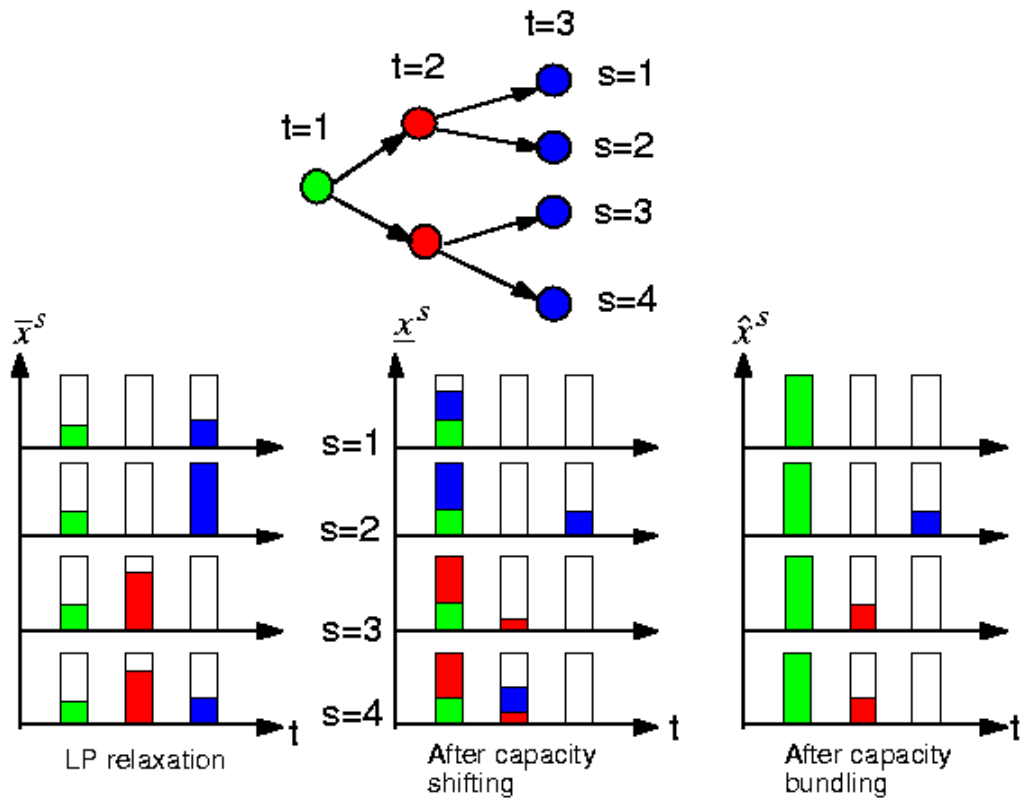 t=3
t=2
s=1
t=1
s=2
s=3
s=4
x̄ˢ
x̲ˢ
x̂ˢ
s=1
s=2
s=3
s=4
t
t
t
LP relaxation
After capacity
shifting
After capacity
bundling